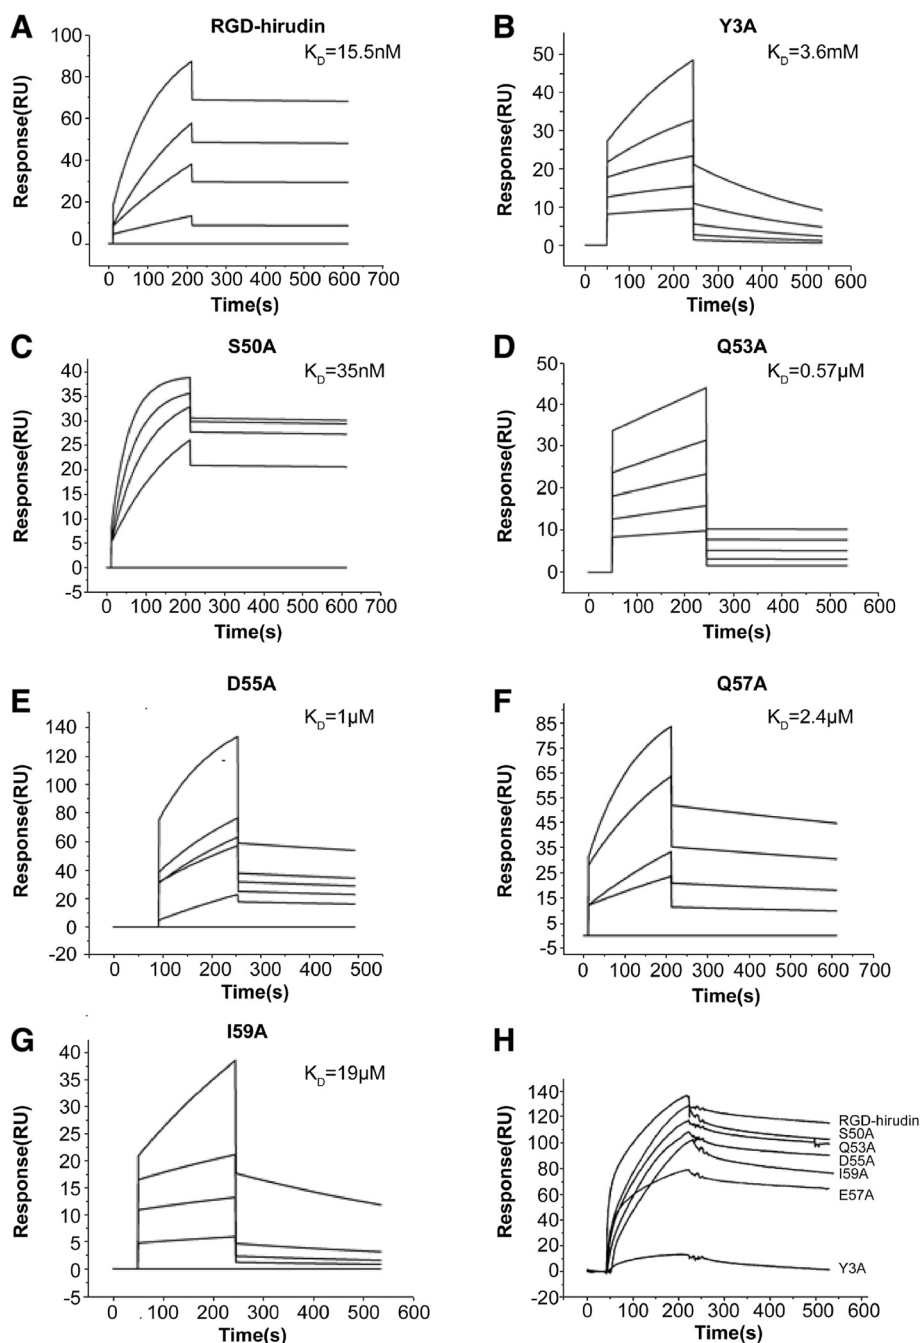 A
RGD-hirudin
K_D=15.5nM
Response(RU)
100
80
60
40
20
0
0 100 200 300 400 500 600 700
Time(s)
B
Y3A
K_D=3.6mM
Response(RU)
50
40
30
20
10
0
0 100 200 300 400 500 600
Time(s)
C
S50A
K_D=35nM
Response(RU)
40
35
30
25
20
15
10
5
0
-5
0 100 200 300 400 500 600 700
Time(s)
D
Q53A
K_D=0.57μM
Response(RU)
50
40
30
20
10
0
0 100 200 300 400 500 600
Time(s)
E
D55A
K_D=1μM
Response(RU)
140
120
100
80
60
40
20
0
-20
0 100 200 300 400 500
Time(s)
F
Q57A
K_D=2.4μM
Response(RU)
85
75
65
55
45
35
25
15
5
-5
0 100 200 300 400 500 600 700
Time(s)
G
I59A
K_D=19μM
Response(RU)
40
35
30
25
20
15
10
5
0
-5
0 100 200 300 400 500 600
Time(s)
H
Response(RU)
140
120
100
80
60
40
20
0
-20
RGD-hirudin
S50A
Q53A
D55A
I59A
E57A
Y3A
0 100 200 300 400 500 600
Time(s)